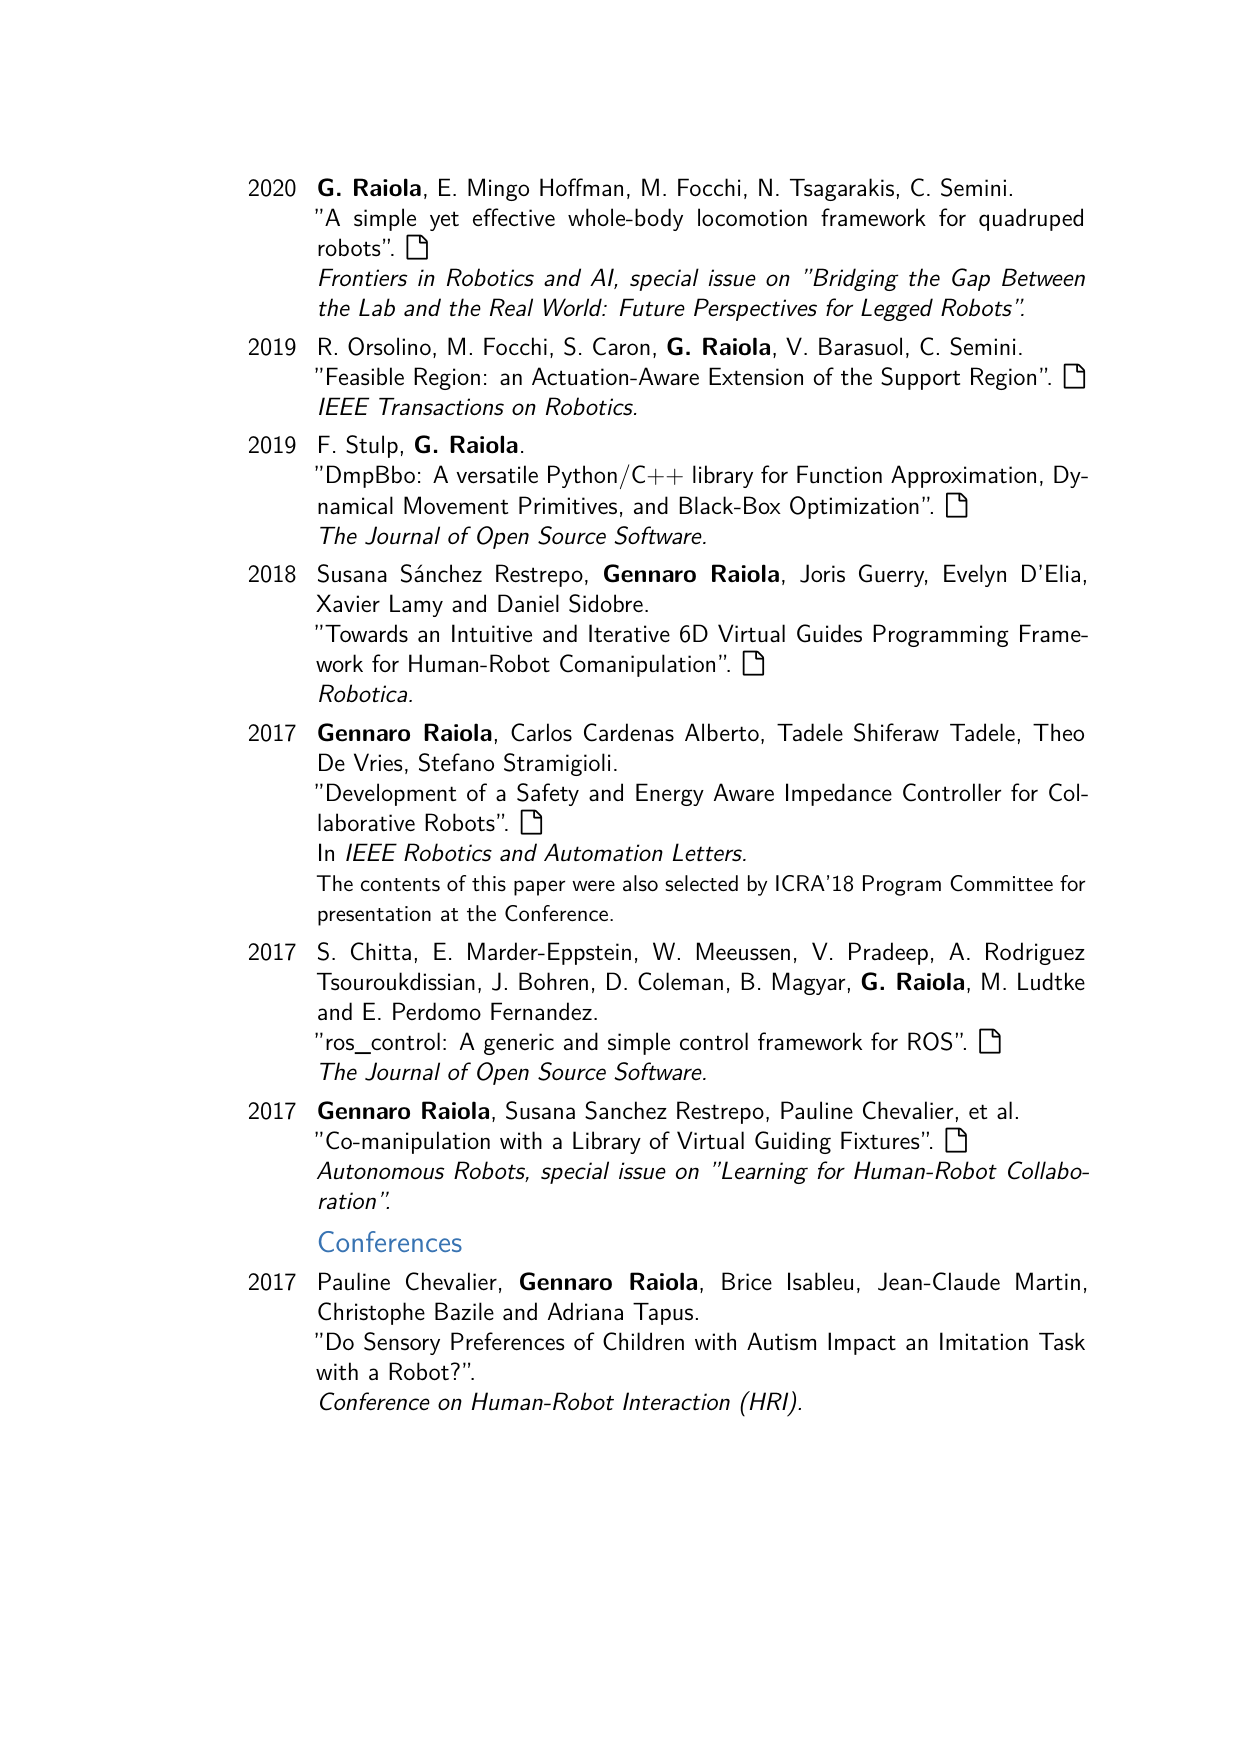 2020 G. Raiola, E. Mingo Hoffman, M. Focchi, N. Tsagarakis, C. Semini.
”A simple yet effective whole-body locomotion framework for quadruped
robots”.
Frontiers in Robotics and AI, special issue on ”Bridging the Gap Between
the Lab and the Real World: Future Perspectives for Legged Robots”.
2019 R. Orsolino, M. Focchi, S. Caron, G. Raiola, V. Barasuol, C. Semini.
”Feasible Region: an Actuation-Aware Extension of the Support Region”.
IEEE Transactions on Robotics.
2019 F. Stulp, G. Raiola.
”DmpBbo: A versatile Python/C++ library for Function Approximation, Dy-
namical Movement Primitives, and Black-Box Optimization”.
The Journal of Open Source Software.
2018 Susana Sánchez Restrepo, Gennaro Raiola, Joris Guerry, Evelyn D’Elia,
Xavier Lamy and Daniel Sidobre.
”Towards an Intuitive and Iterative 6D Virtual Guides Programming Frame-
work for Human-Robot Comanipulation”.
Robotica.
2017 Gennaro Raiola, Carlos Cardenas Alberto, Tadele Shiferaw Tadele, Theo
De Vries, Stefano Stramigioli.
”Development of a Safety and Energy Aware Impedance Controller for Col-
laborative Robots”.
In IEEE Robotics and Automation Letters.
The contents of this paper were also selected by ICRA’18 Program Committee for
presentation at the Conference.
2017 S. Chitta, E. Marder-Eppstein, W. Meeussen, V. Pradeep, A. Rodriguez
Tsouroukdissian, J. Bohren, D. Coleman, B. Magyar, G. Raiola, M. Ludtke
and E. Perdomo Fernandez.
”ros_control: A generic and simple control framework for ROS”.
The Journal of Open Source Software.
2017 Gennaro Raiola, Susana Sanchez Restrepo, Pauline Chevalier, et al.
”Co-manipulation with a Library of Virtual Guiding Fixtures”.
Autonomous Robots, special issue on ”Learning for Human-Robot Collabo-
ration”.
Conferences
2017 Pauline Chevalier, Gennaro Raiola, Brice Isableu, Jean-Claude Martin,
Christophe Bazile and Adriana Tapus.
”Do Sensory Preferences of Children with Autism Impact an Imitation Task
with a Robot?”.
Conference on Human-Robot Interaction (HRI).